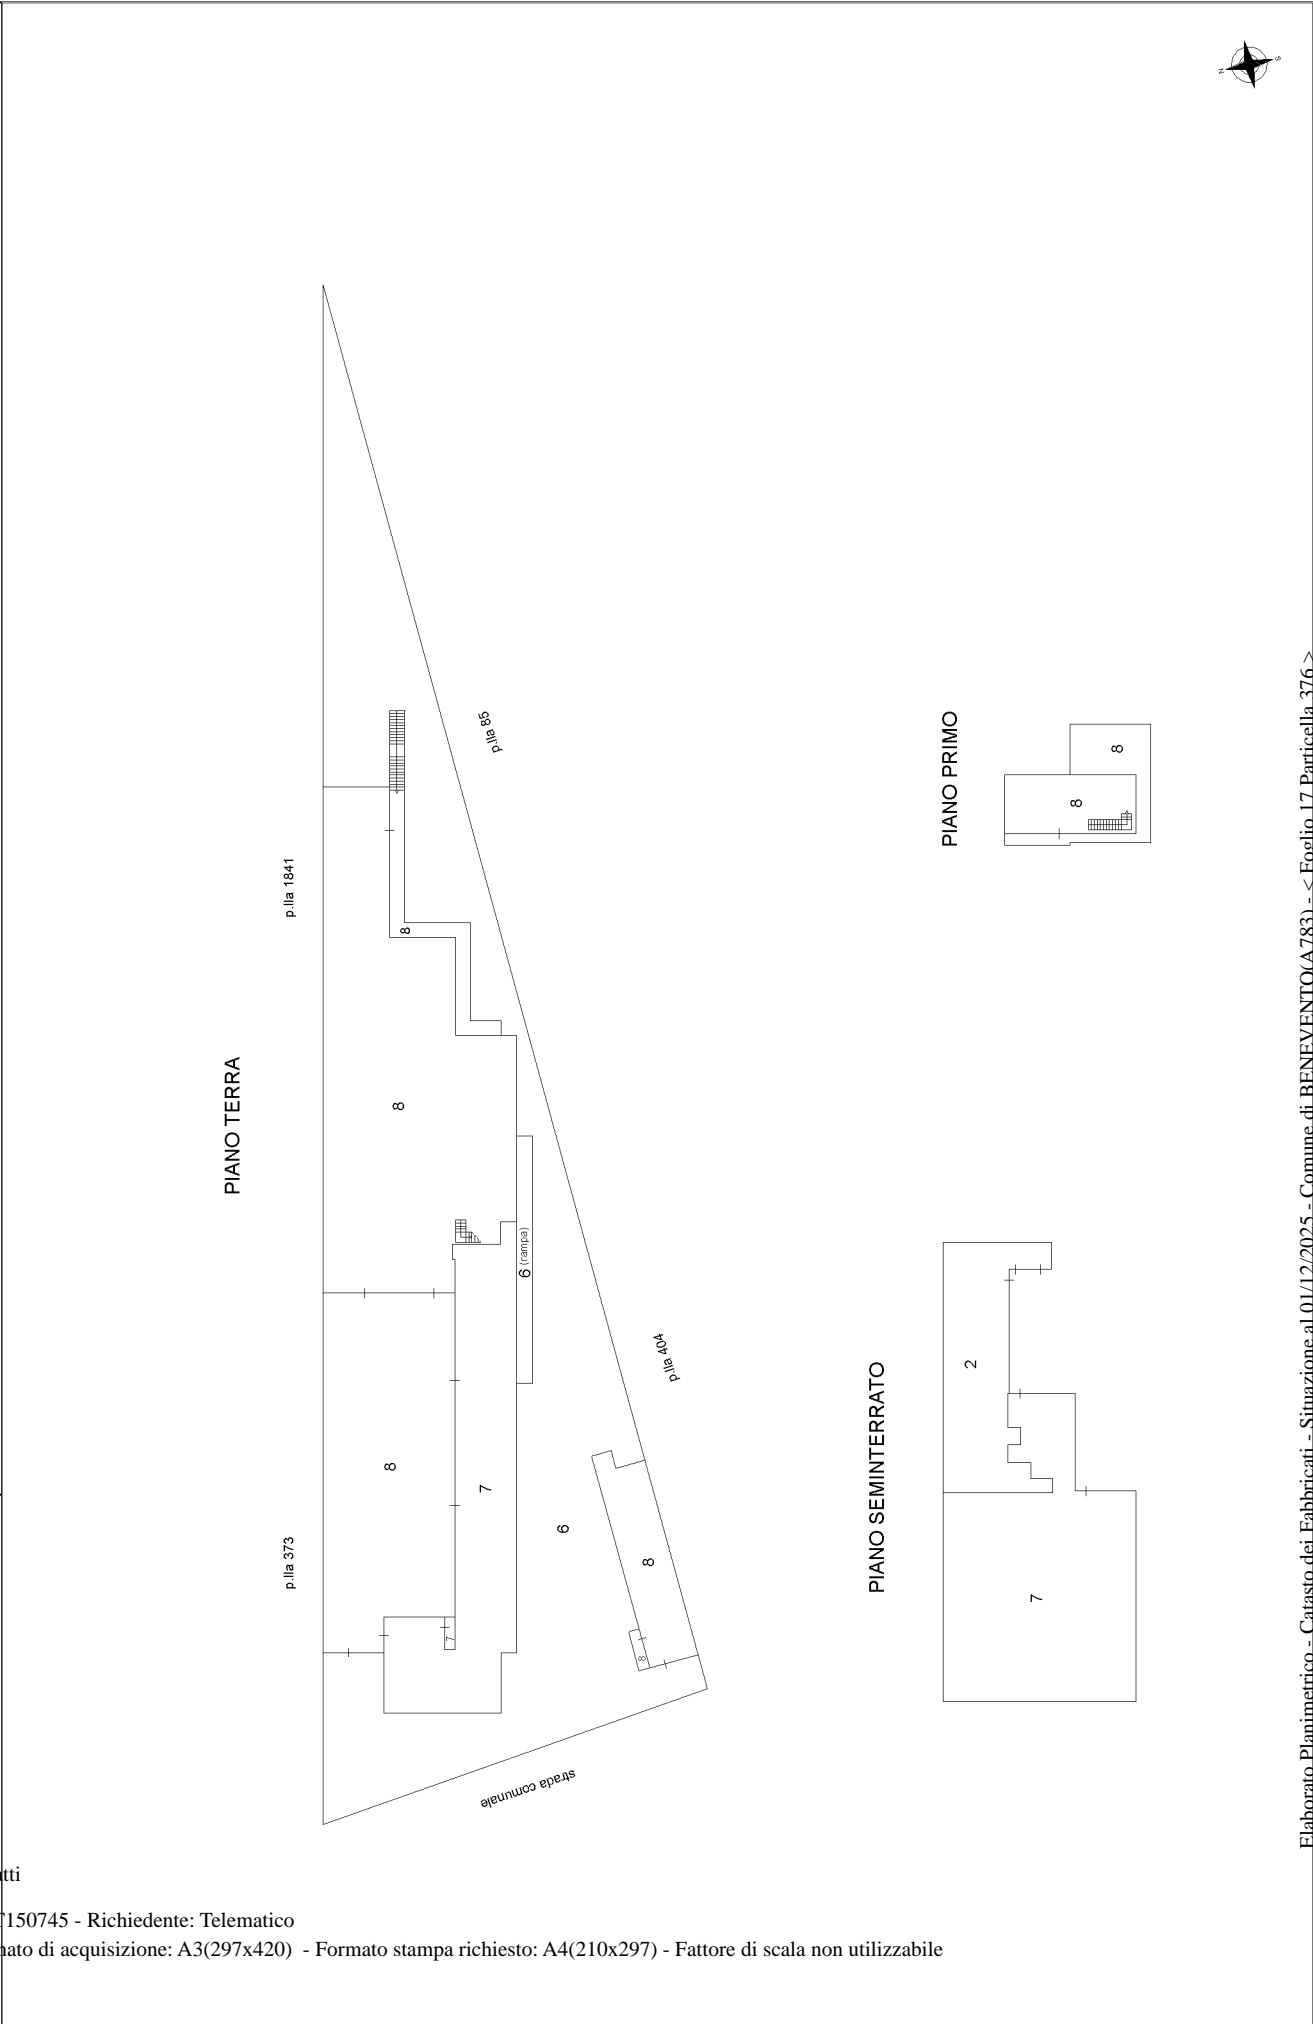 N
S
PIANO TERRA
p.lla 1841
p.lla 373
p.lla 85
p.lla 404
strada comunale
8
8
8
7
7
6 (rampa)
6
8
8
PIANO PRIMO
8
8
PIANO SEMINTERRATO
2
7
Elaborato Planimetrico - Catasto dei Fabbricati - Situazione al 01/12/2025 - Comune di BENEVENTO(A783) - < Foglio 17 Particella 376 >
150745 - Richiedente: Telematico
di acquisizione: A3(297x420) - Formato stampa richiesto: A4(210x297) - Fattore di scala non utilizzabile